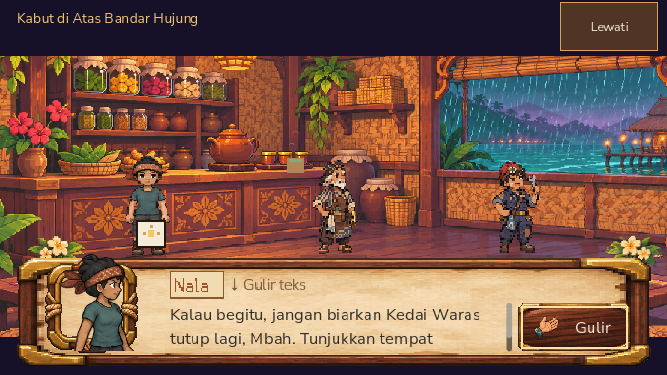 Kabut di Atas Bandar Hujung
Lewati
Nala
↓ Gulir teks
Kalau begitu, jangan biarkan Kedai Waras
tutup lagi, Mbah. Tunjukkan tempat
Gulir